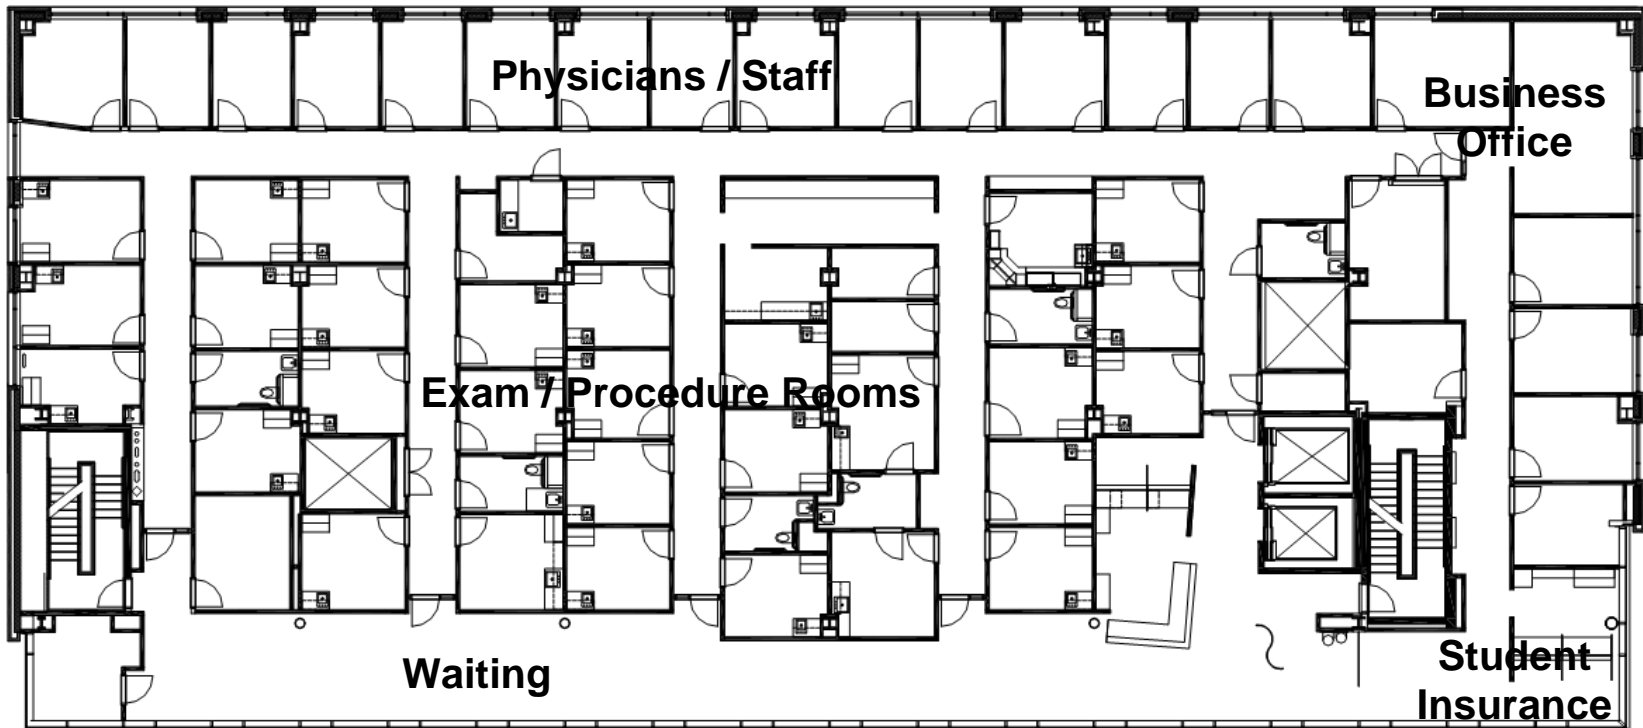 Physicians / Staff
Business
Office
Exam / Procedure Rooms
Waiting
Student
Insurance